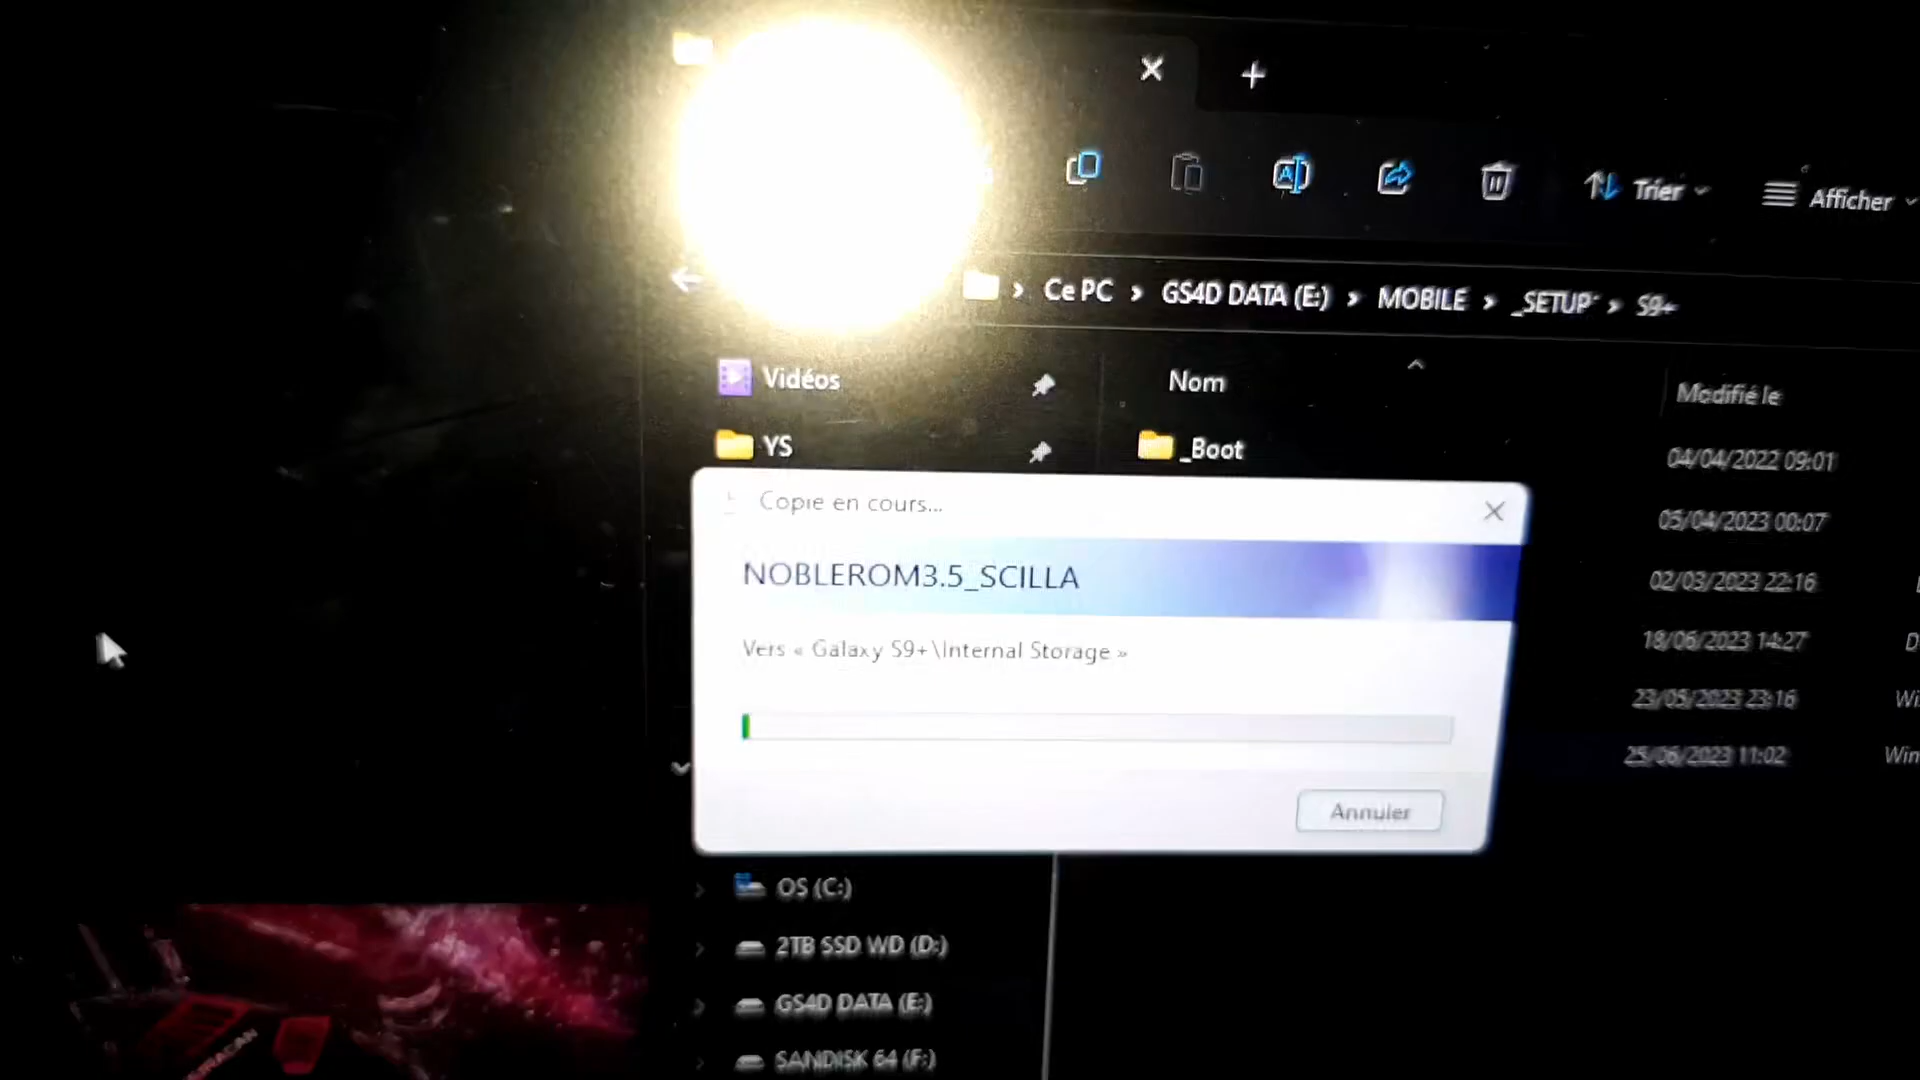 Trier
Afficher
Ce PC > GS4D DATA (E:) > MOBILE > _SETUP > S9+
Vidéos
Nom
Modifié le
YS
_Boot
04/04/2022 09:01
Copie en cours...
05/04/2023 00:07
NOBLEROM3.5_SCILLA
02/03/2023 22:16
Vers « Galaxy S9+\Internal Storage »
18/06/2023 14:27
D
23/05/2023 23:16
Wi
25/06/2023 11:02
Win
Annuler
OS (C:)
2TB SSD WD (D:)
GS4D DATA (E:)
SANDISK 64 (F:)